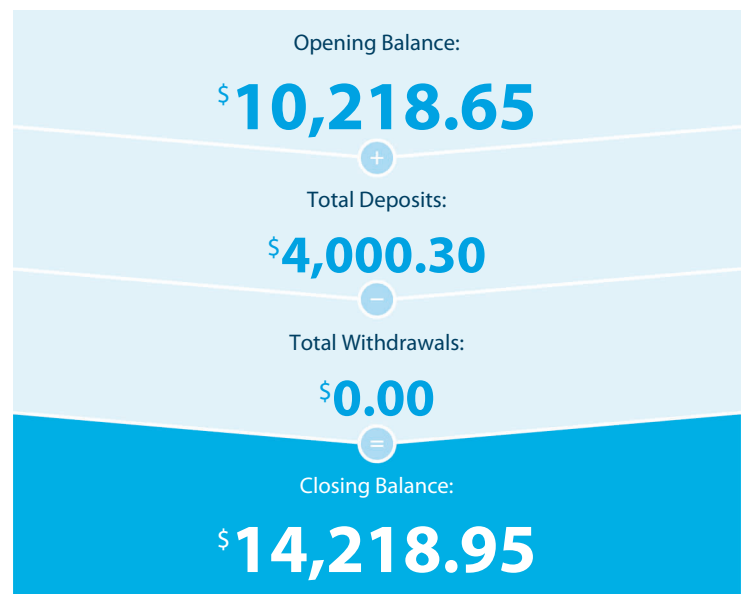 Opening Balance:
$10,218.65
+
Total Deposits:
$4,000.30
−
Total Withdrawals:
$0.00
=
Closing Balance:
$14,218.95